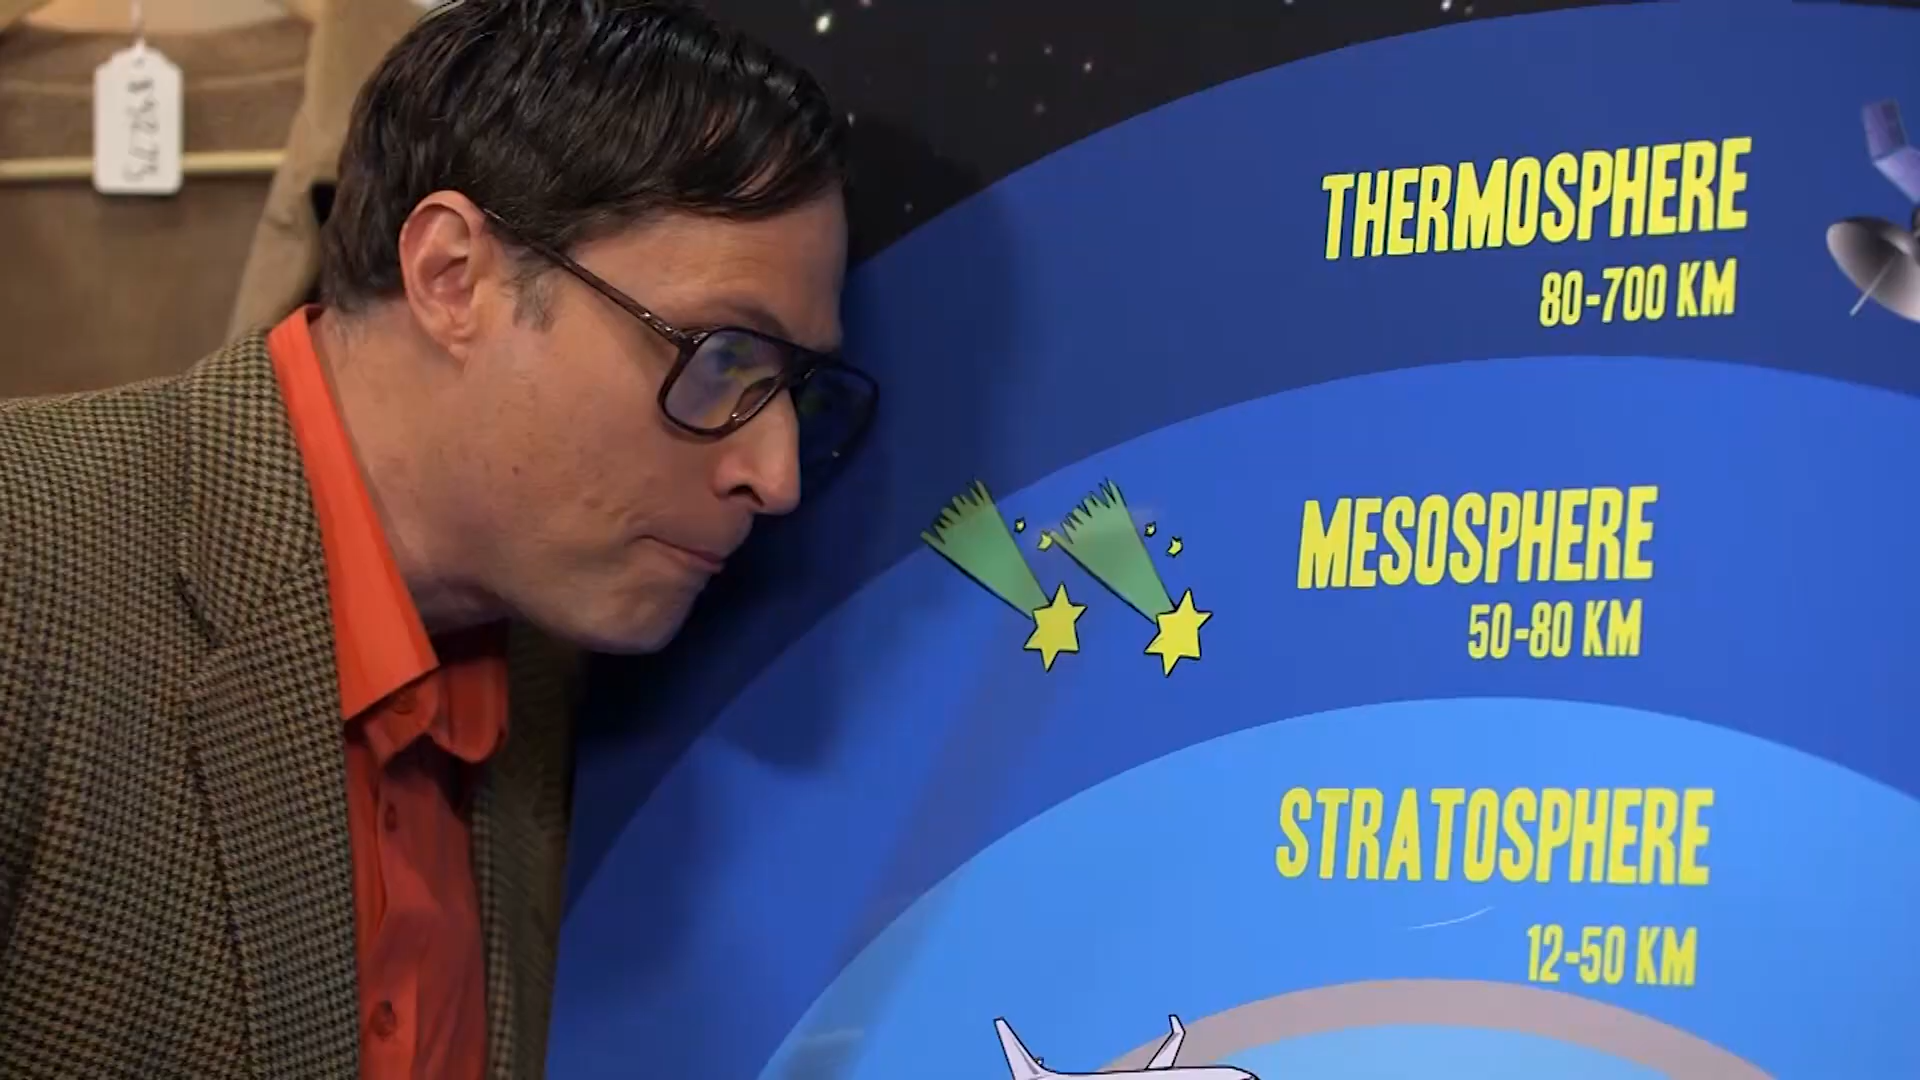 THERMOSPHERE
80-700 KM
MESOSPHERE
50-80 KM
STRATOSPHERE
12-50 KM